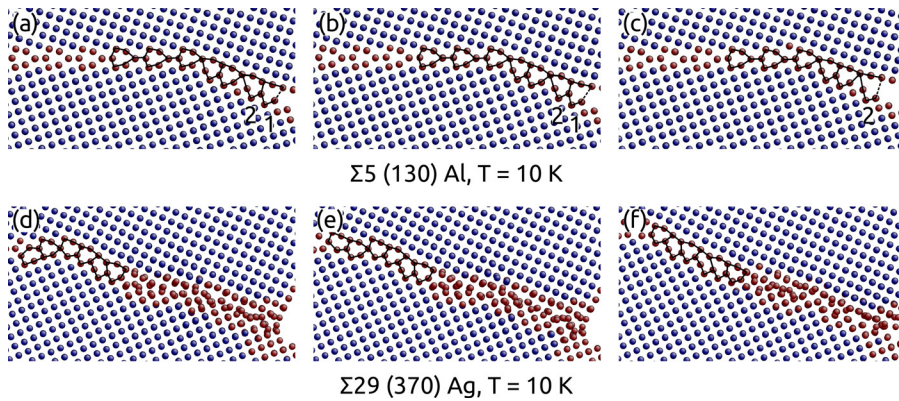 (a) (b) (c)
2 1 2 1 2
Σ5 (130) Al, T = 10 K
(d) (e) (f)
Σ29 (370) Ag, T = 10 K